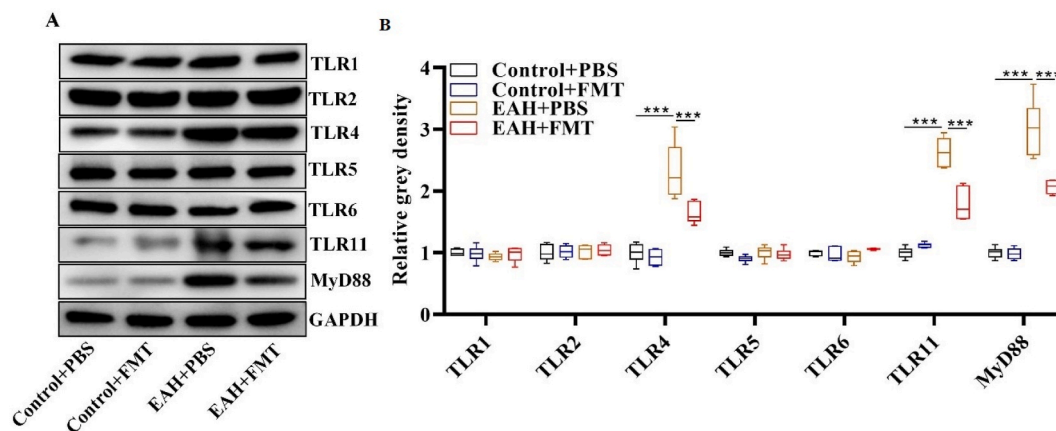 A
TLR1
TLR2
TLR4
TLR5
TLR6
TLR11
MyD88
GAPDH
Control+PBS
Control+FMT
EAH+PBS
EAH+FMT
B
Relative grey density
4
3
2
1
0
Control+PBS
Control+FMT
EAH+PBS
EAH+FMT
*** ***
*** ***
*** ***
TLR1
TLR2
TLR4
TLR5
TLR6
TLR11
MyD88